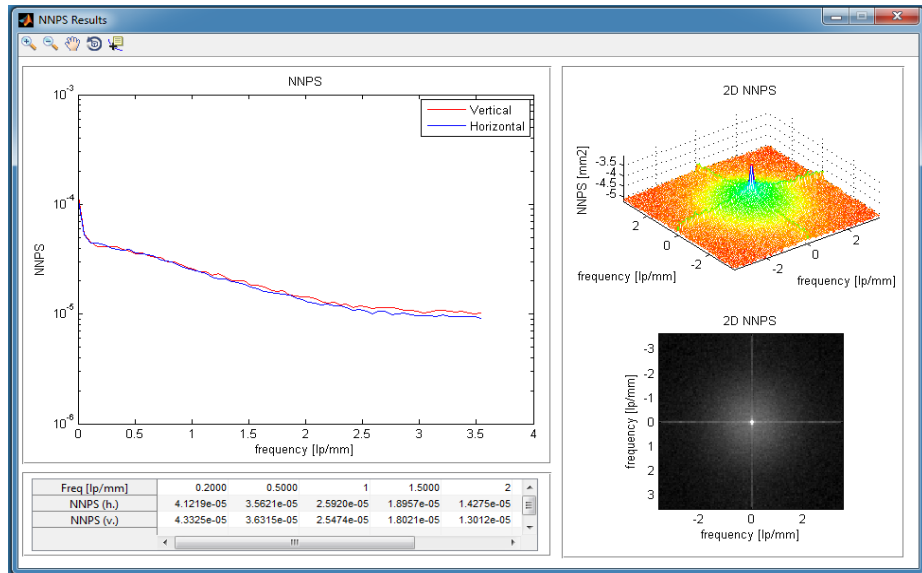 NNPS Results
NNPS
10^-3
10^-4
10^-5
10^-6
NNPS
Vertical
Horizontal
0 0.5 1 1.5 2 2.5 3 3.5 4
frequency [lp/mm]
Freq [lp/mm] 0.2000 0.5000 1 1.5000 2
NNPS (h.) 4.1219e-05 3.5621e-05 2.5920e-05 1.8957e-05 1.4275e-05
NNPS (v.) 4.3325e-05 3.6315e-05 2.5474e-05 1.8021e-05 1.3012e-05
2D NNPS
NNPS [mm2]
-3.5
-4
-4.5
-5
2 0 -2
-2 0 2
frequency [lp/mm]
frequency [lp/mm]
2D NNPS
frequency [lp/mm]
-3
-2
-1
0
1
2
3
-2 0 2
frequency [lp/mm]